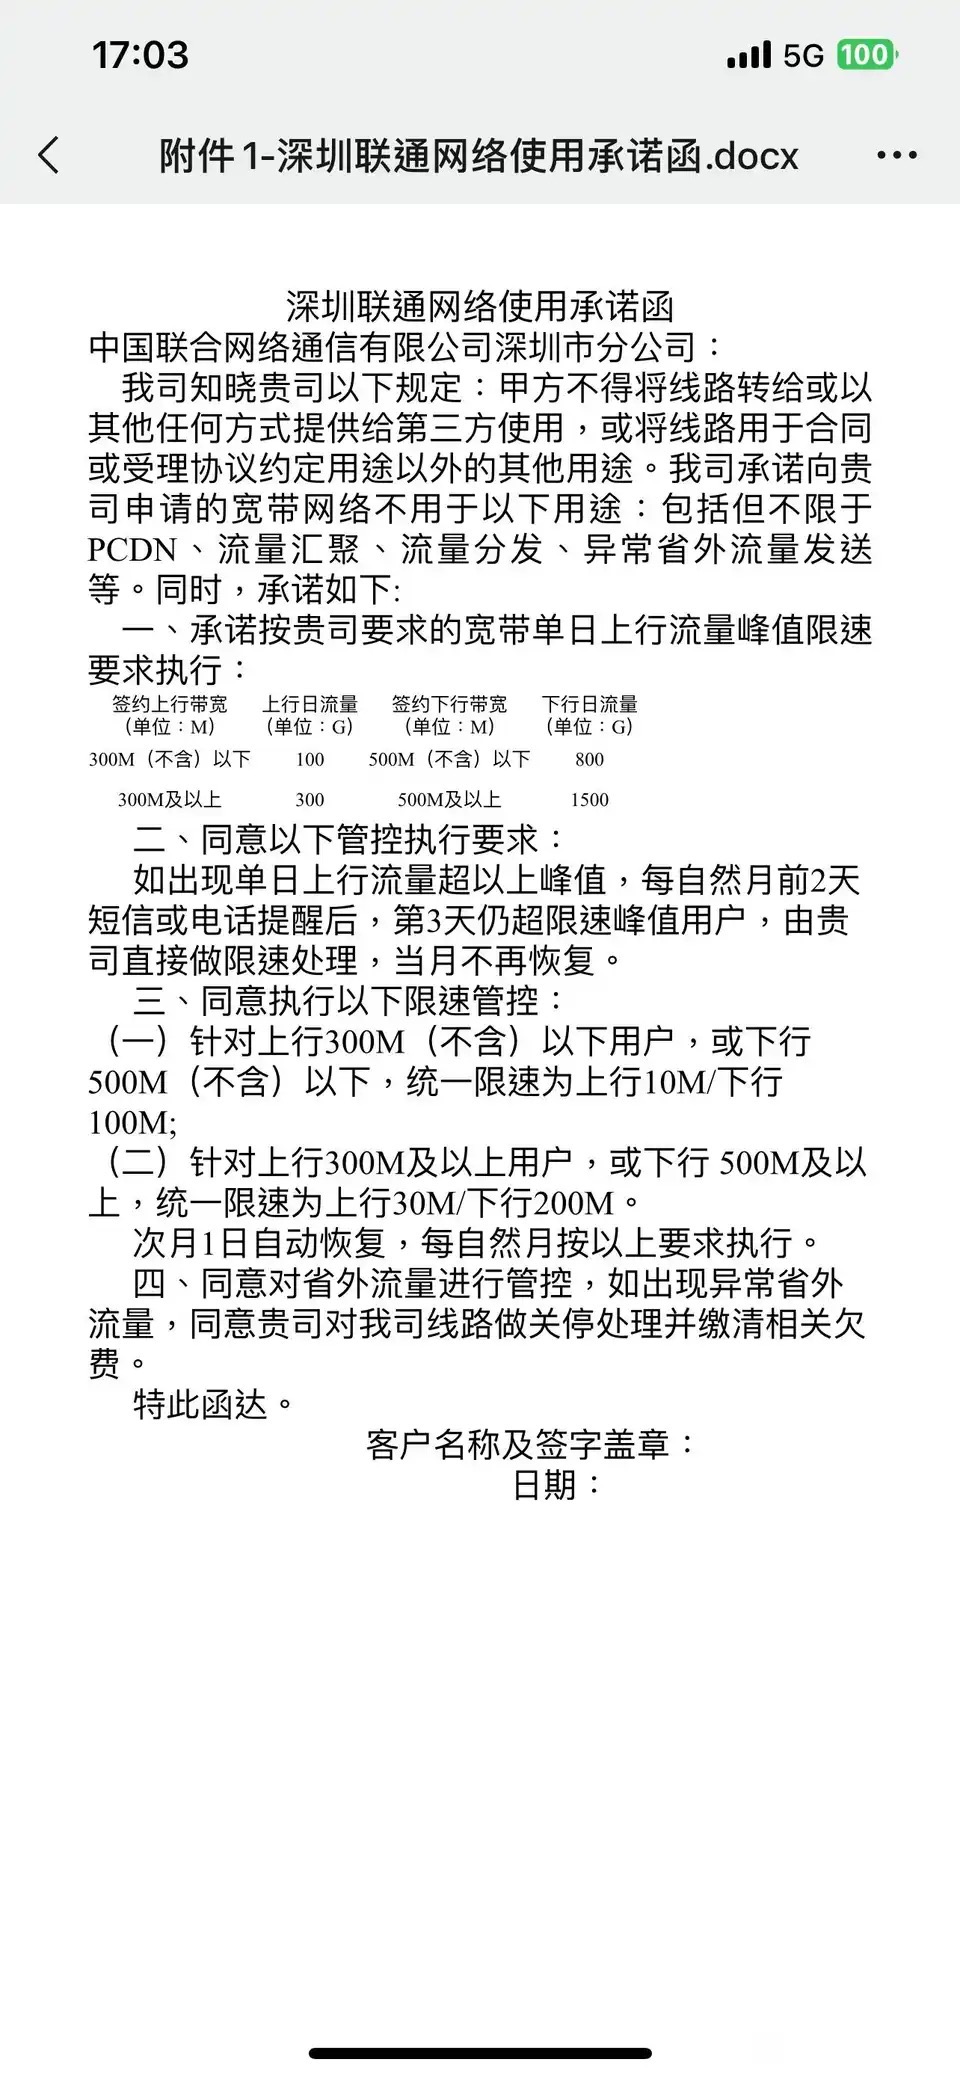 17:03
5G 100
附件1-深圳联通网络使用承诺函.docx
深圳联通网络使用承诺函
中国联合网络通信有限公司深圳市分公司：
我司知晓贵司以下规定：甲方不得将线路转给或以
其他任何方式提供给第三方使用，或将线路用于合同
或受理协议约定用途以外的其他用途。我司承诺向贵
司申请的宽带网络不用于以下用途：包括但不限于
PCDN、流量汇聚、流量分发、异常省外流量发送
等。同时，承诺如下:
一、承诺按贵司要求的宽带单日上行流量峰值限速
要求执行：
签约上行带宽 上行日流量 签约下行带宽 下行日流量
（单位：M） （单位：G） （单位：M） （单位：G）
300M（不含）以下 100 500M（不含）以下 800
300M及以上 300 500M及以上 1500
二、同意以下管控执行要求：
如出现单日上行流量超以上峰值，每自然月前2天
短信或电话提醒后，第3天仍超限速峰值用户，由贵
司直接做限速处理，当月不再恢复。
三、同意执行以下限速管控：
（一）针对上行300M（不含）以下用户，或下行
500M（不含）以下，统一限速为上行10M/下行
100M;
（二）针对上行300M及以上用户，或下行 500M及以
上，统一限速为上行30M/下行200M。
次月1日自动恢复，每自然月按以上要求执行。
四、同意对省外流量进行管控，如出现异常省外
流量，同意贵司对我司线路做关停处理并缴清相关欠
费。
特此函达。
客户名称及签字盖章：
日期：